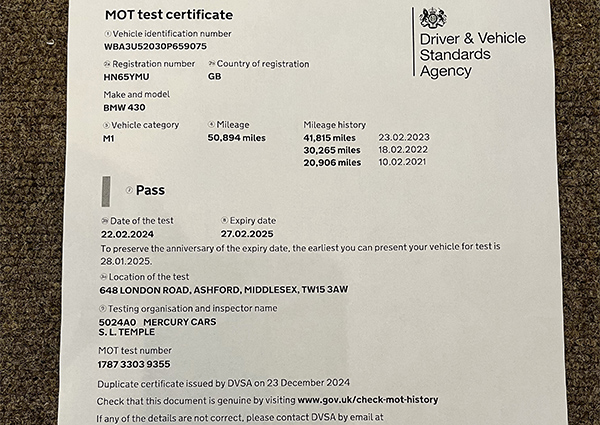 MOT test certificate
Driver & Vehicle
Standards
Agency
Vehicle identification number
WBA3U52030P659075
Registration number Country of registration
HN65YMU GB
Make and model
BMW 430
Vehicle category Mileage Mileage history
M1 50,894 miles 41,815 miles 23.02.2023
30,265 miles 18.02.2022
20,906 miles 10.02.2021
Pass
Date of the test Expiry date
22.02.2024 27.02.2025
To preserve the anniversary of the expiry date, the earliest you can present your vehicle for test is
28.01.2025.
Location of the test
648 LONDON ROAD, ASHFORD, MIDDLESEX, TW15 3AW
Testing organisation and inspector name
5024A0 MERCURY CARS
S. L. TEMPLE
MOT test number
1787 3303 9355
Duplicate certificate issued by DVSA on 23 December 2024
Check that this document is genuine by visiting www.gov.uk/check-mot-history
If any of the details are not correct, please contact DVSA by email at